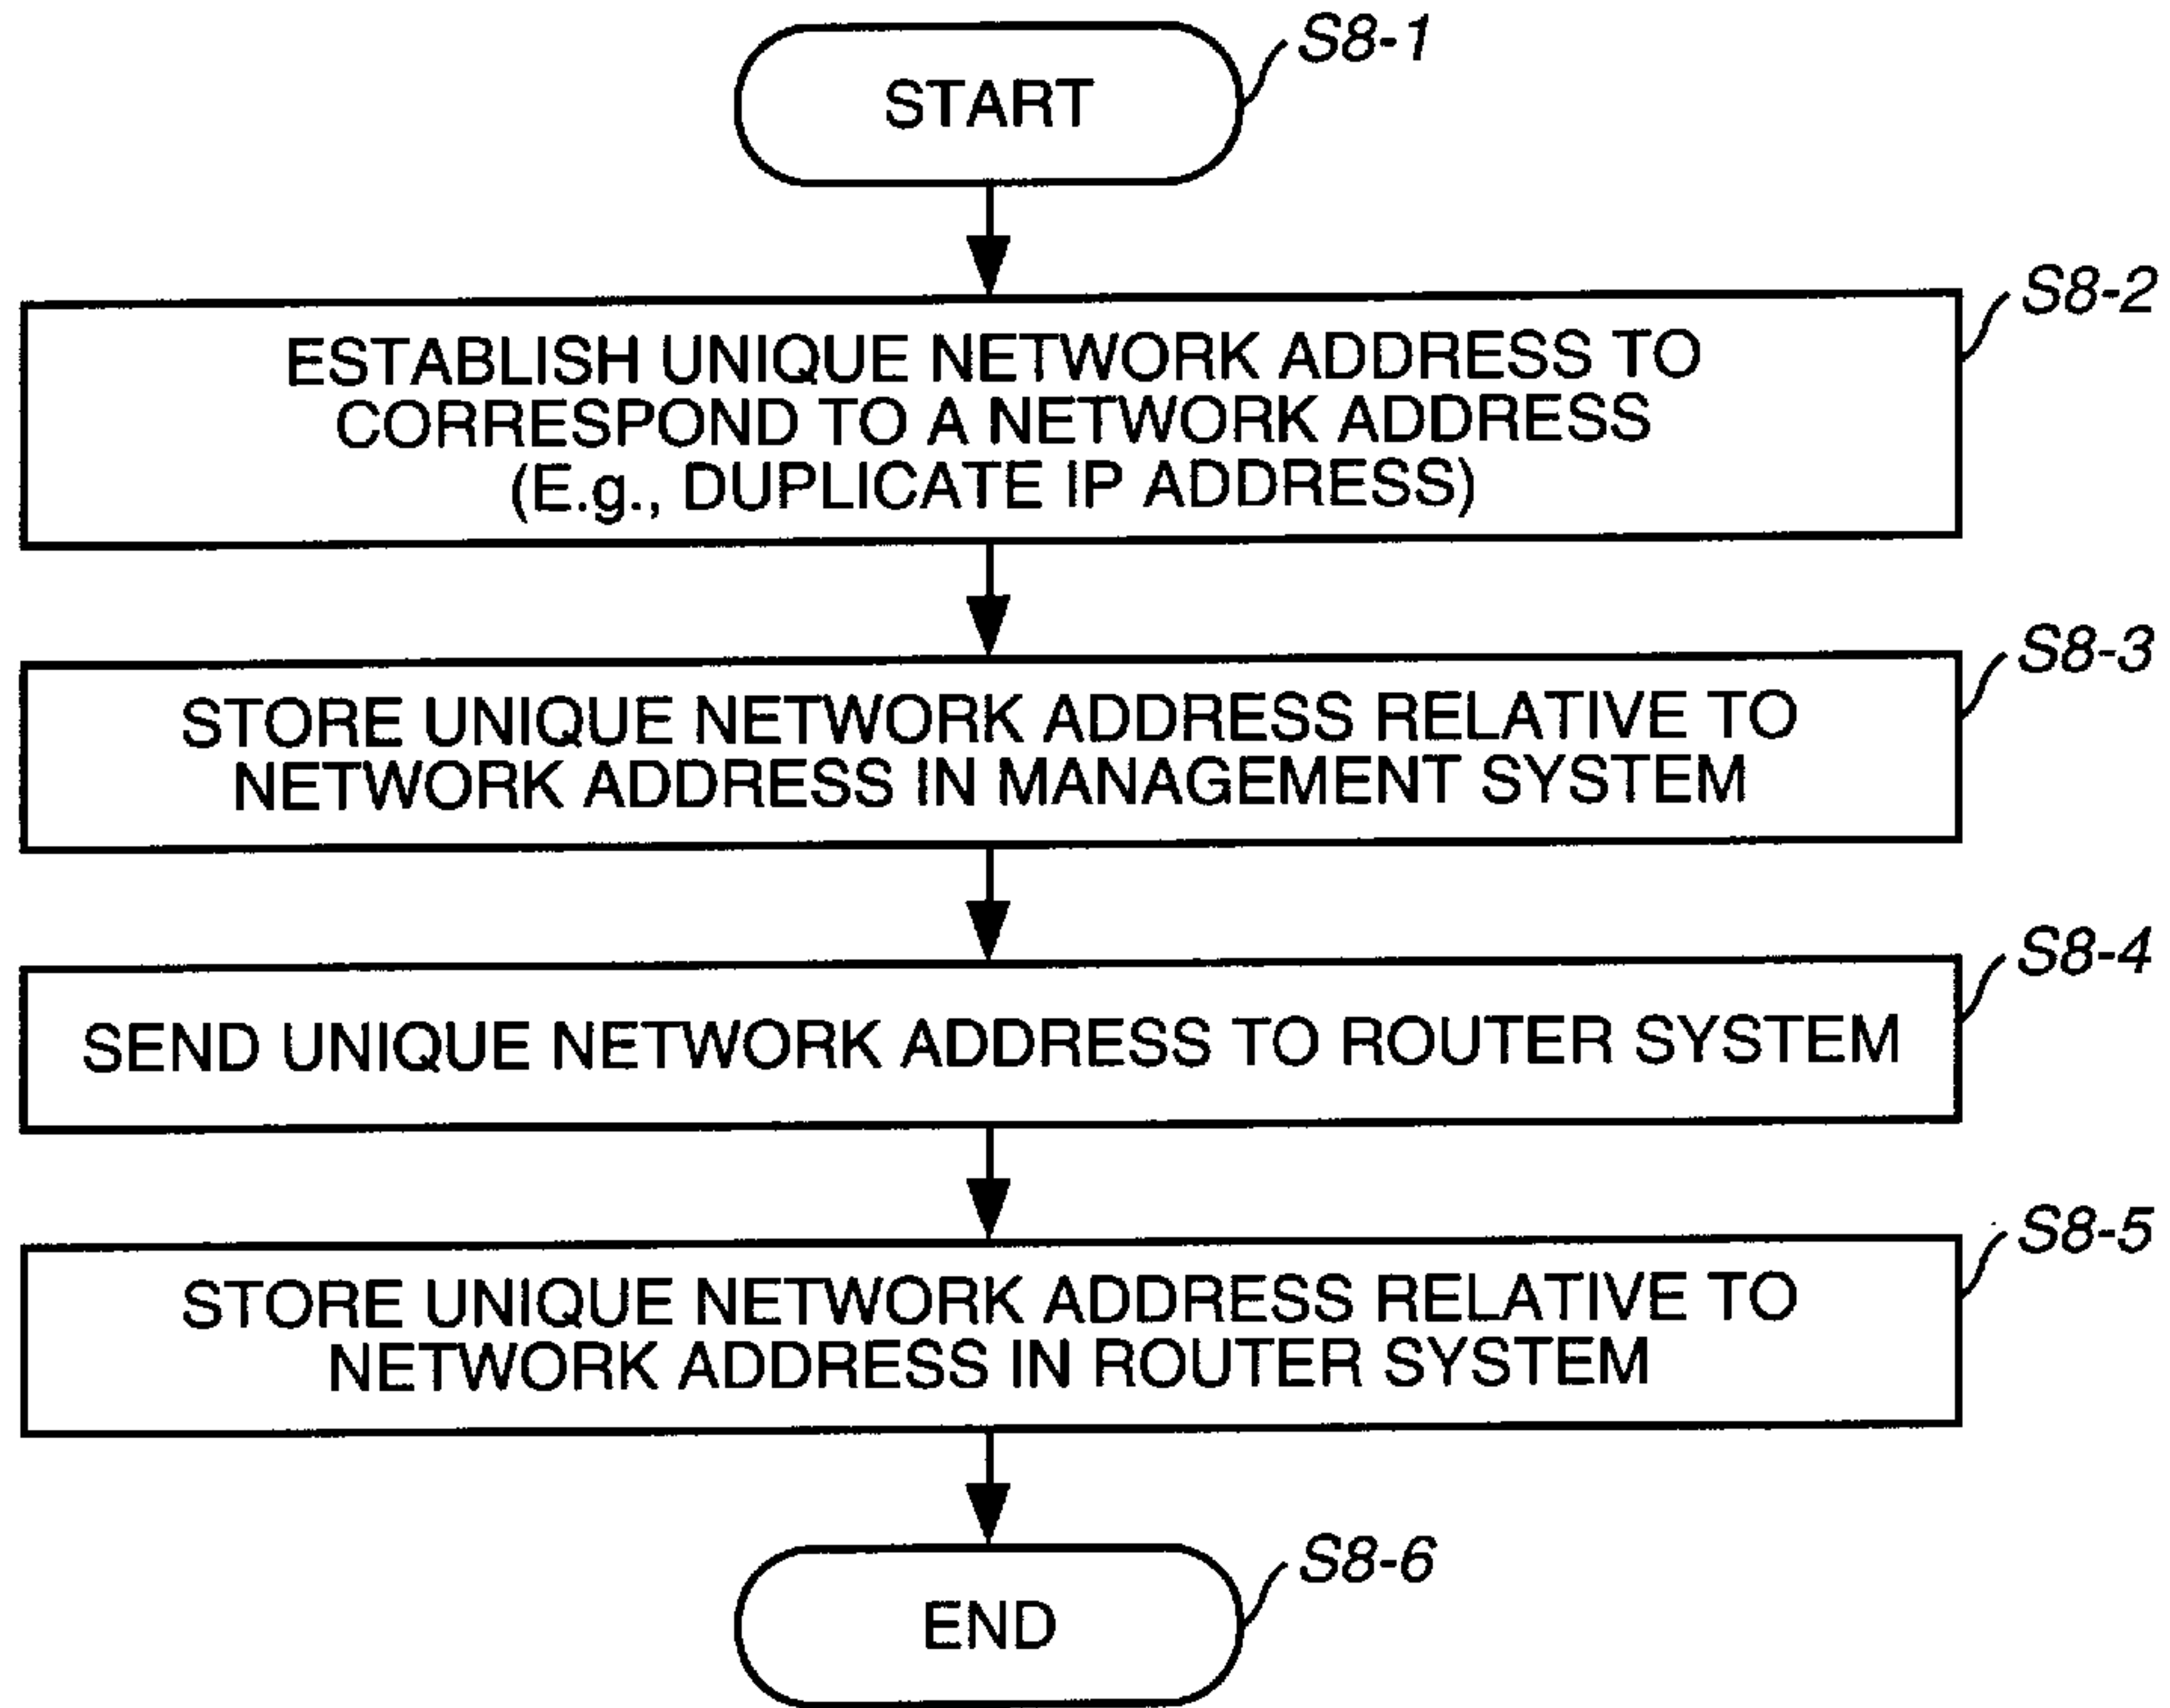 START
S8-1
S8-2
ESTABLISH UNIQUE NETWORK ADDRESS TO
CORRESPOND TO A NETWORK ADDRESS
(E.g., DUPLICATE IP ADDRESS)
S8-3
STORE UNIQUE NETWORK ADDRESS RELATIVE TO
NETWORK ADDRESS IN MANAGEMENT SYSTEM
S8-4
SEND UNIQUE NETWORK ADDRESS TO ROUTER SYSTEM
S8-5
STORE UNIQUE NETWORK ADDRESS RELATIVE TO
NETWORK ADDRESS IN ROUTER SYSTEM
S8-6
END